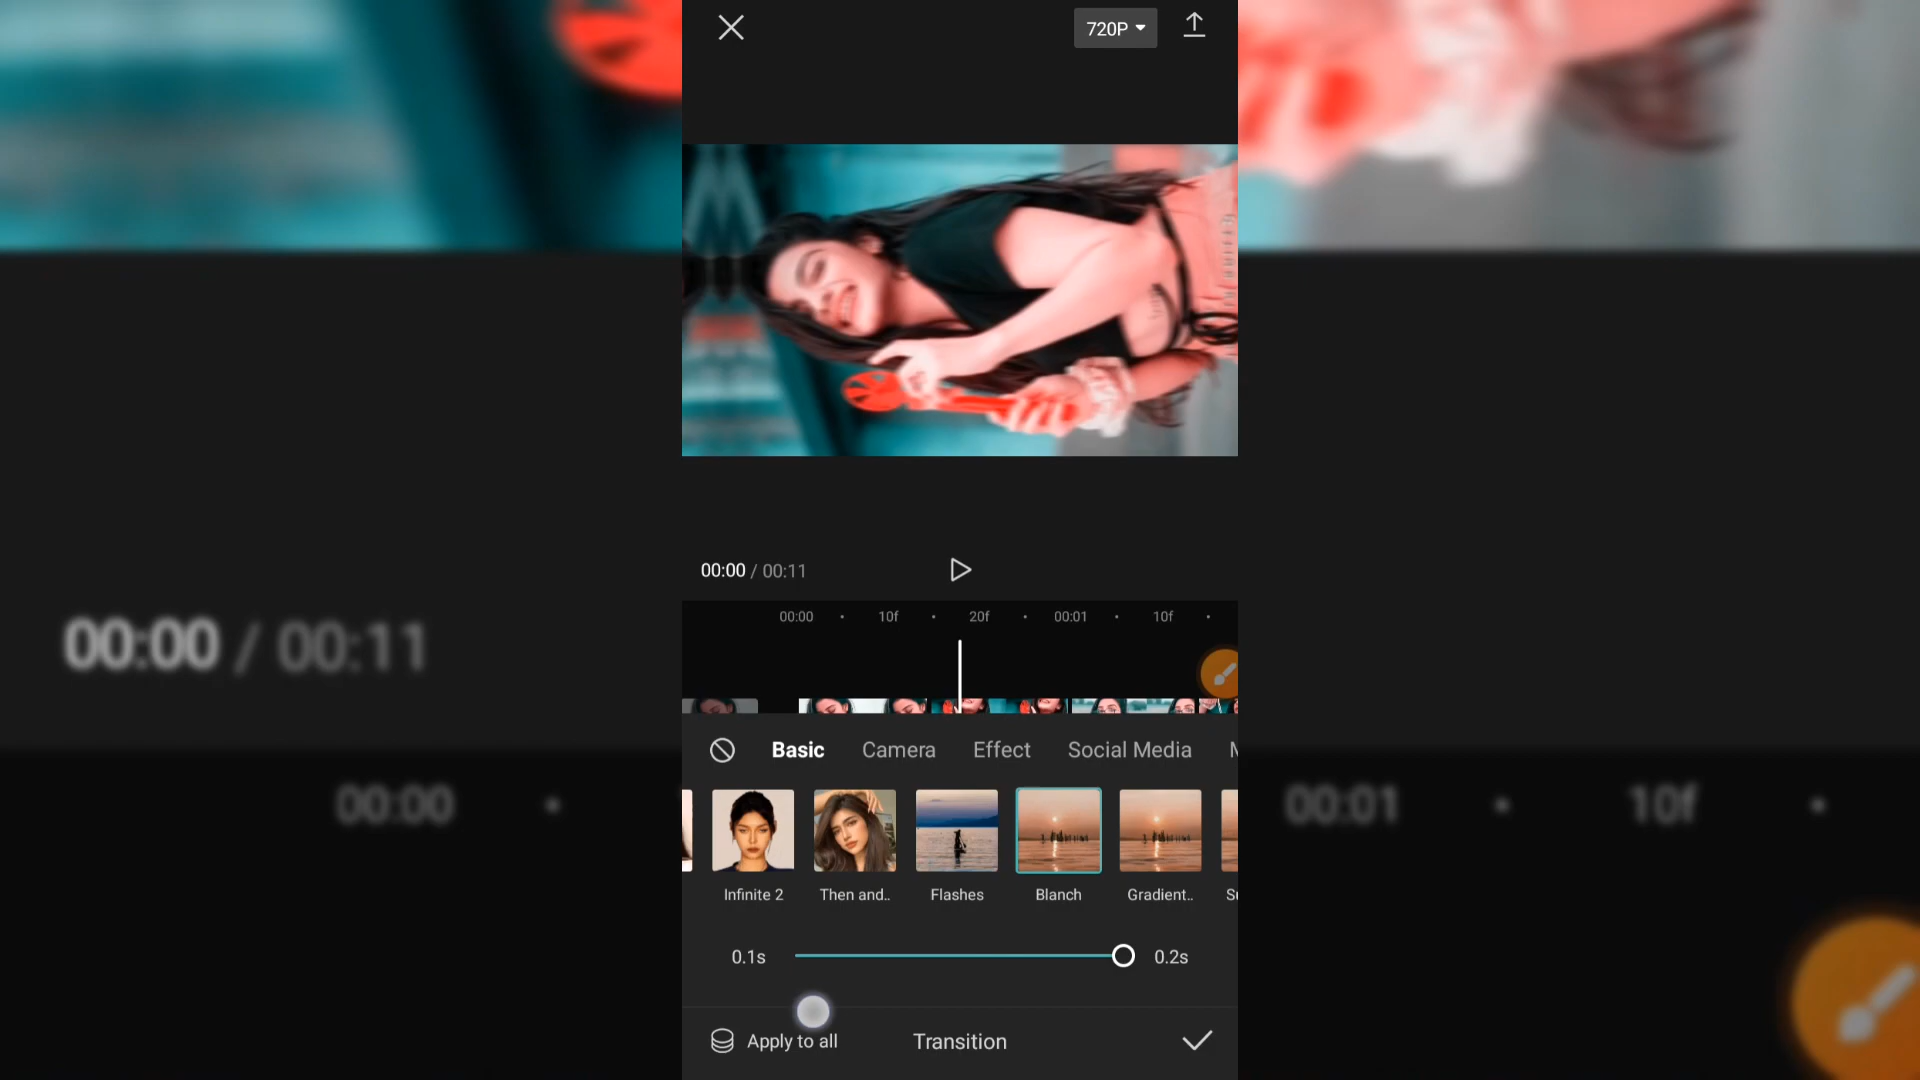 720P
00:00 / 00:11
00:00 10f 20f 00:01 10f
Basic Camera Effect Social Media
Infinite 2 Then and.. Flashes Blanch Gradient..
0.1s 0.2s
Apply to all Transition
00:00 / 00:11
00:00 00:01 10f